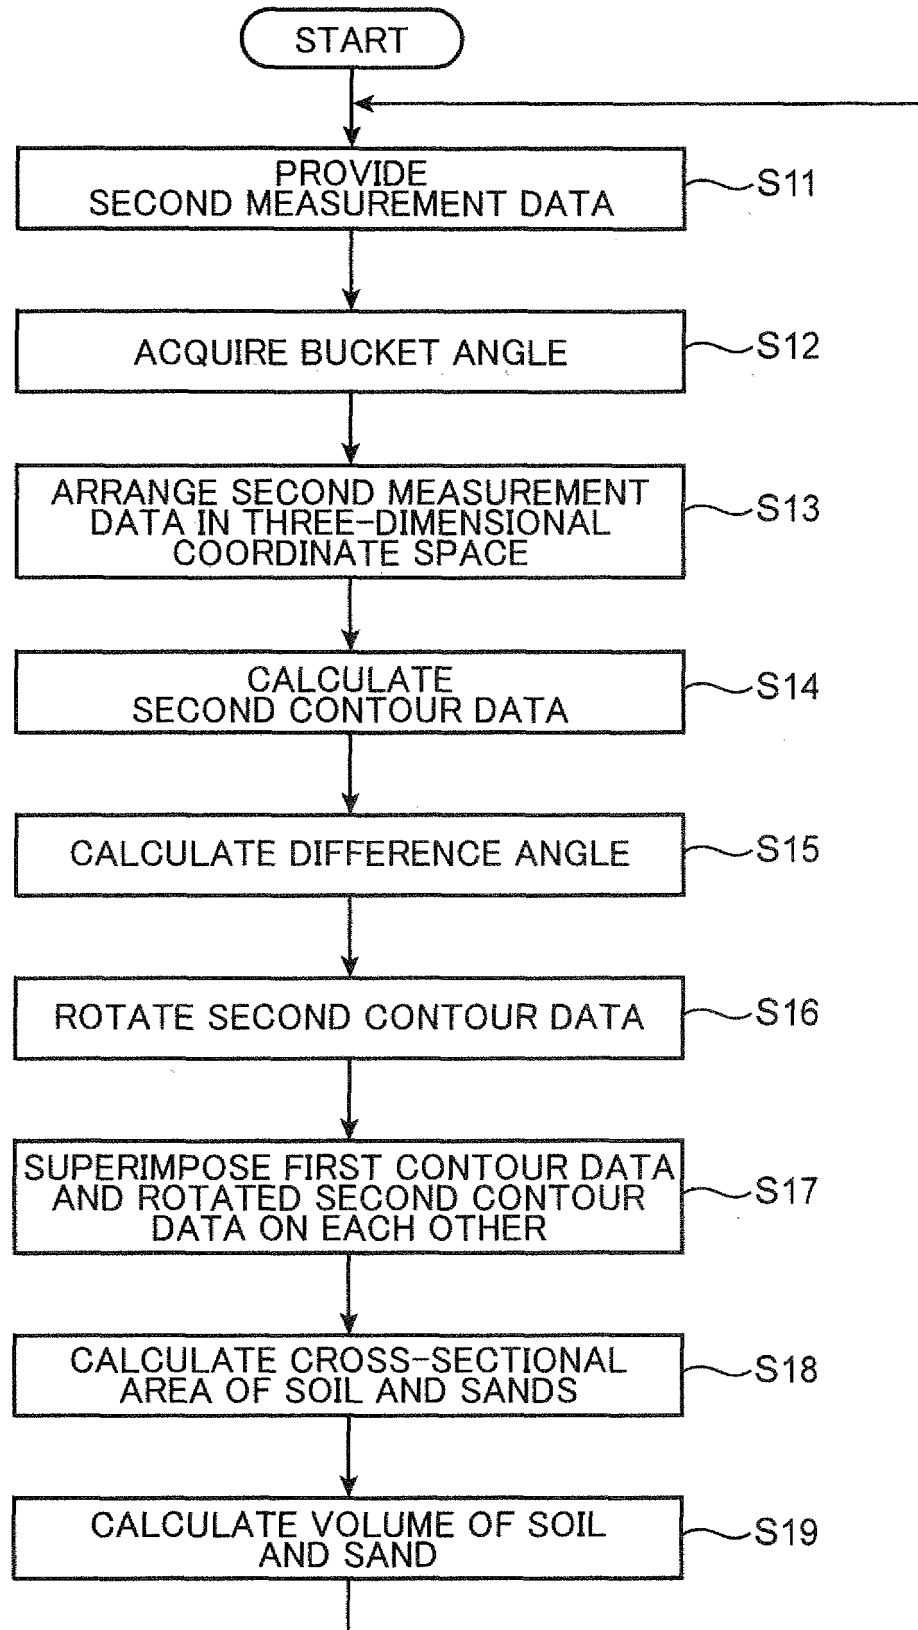 START
PROVIDE
SECOND MEASUREMENT DATA
S11
ACQUIRE BUCKET ANGLE
S12
ARRANGE SECOND MEASUREMENT
DATA IN THREE-DIMENSIONAL
COORDINATE SPACE
S13
CALCULATE
SECOND CONTOUR DATA
S14
CALCULATE DIFFERENCE ANGLE
S15
ROTATE SECOND CONTOUR DATA
S16
SUPERIMPOSE FIRST CONTOUR DATA
AND ROTATED SECOND CONTOUR
DATA ON EACH OTHER
S17
CALCULATE CROSS-SECTIONAL
AREA OF SOIL AND SANDS
S18
CALCULATE VOLUME OF SOIL
AND SAND
S19